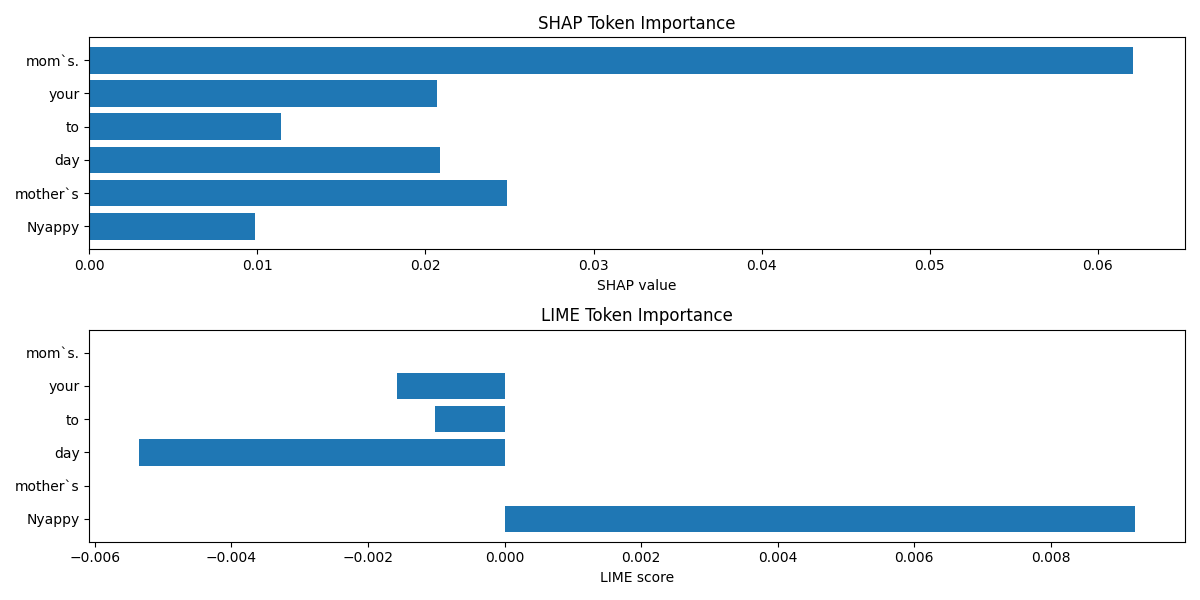 SHAP Token Importance
mom`s.
your
to
day
mother`s
Nyappy
0.00 0.01 0.02 0.03 0.04 0.05 0.06
SHAP value
LIME Token Importance
mom`s.
your
to
day
mother`s
Nyappy
−0.006 −0.004 −0.002 0.000 0.002 0.004 0.006 0.008
LIME score